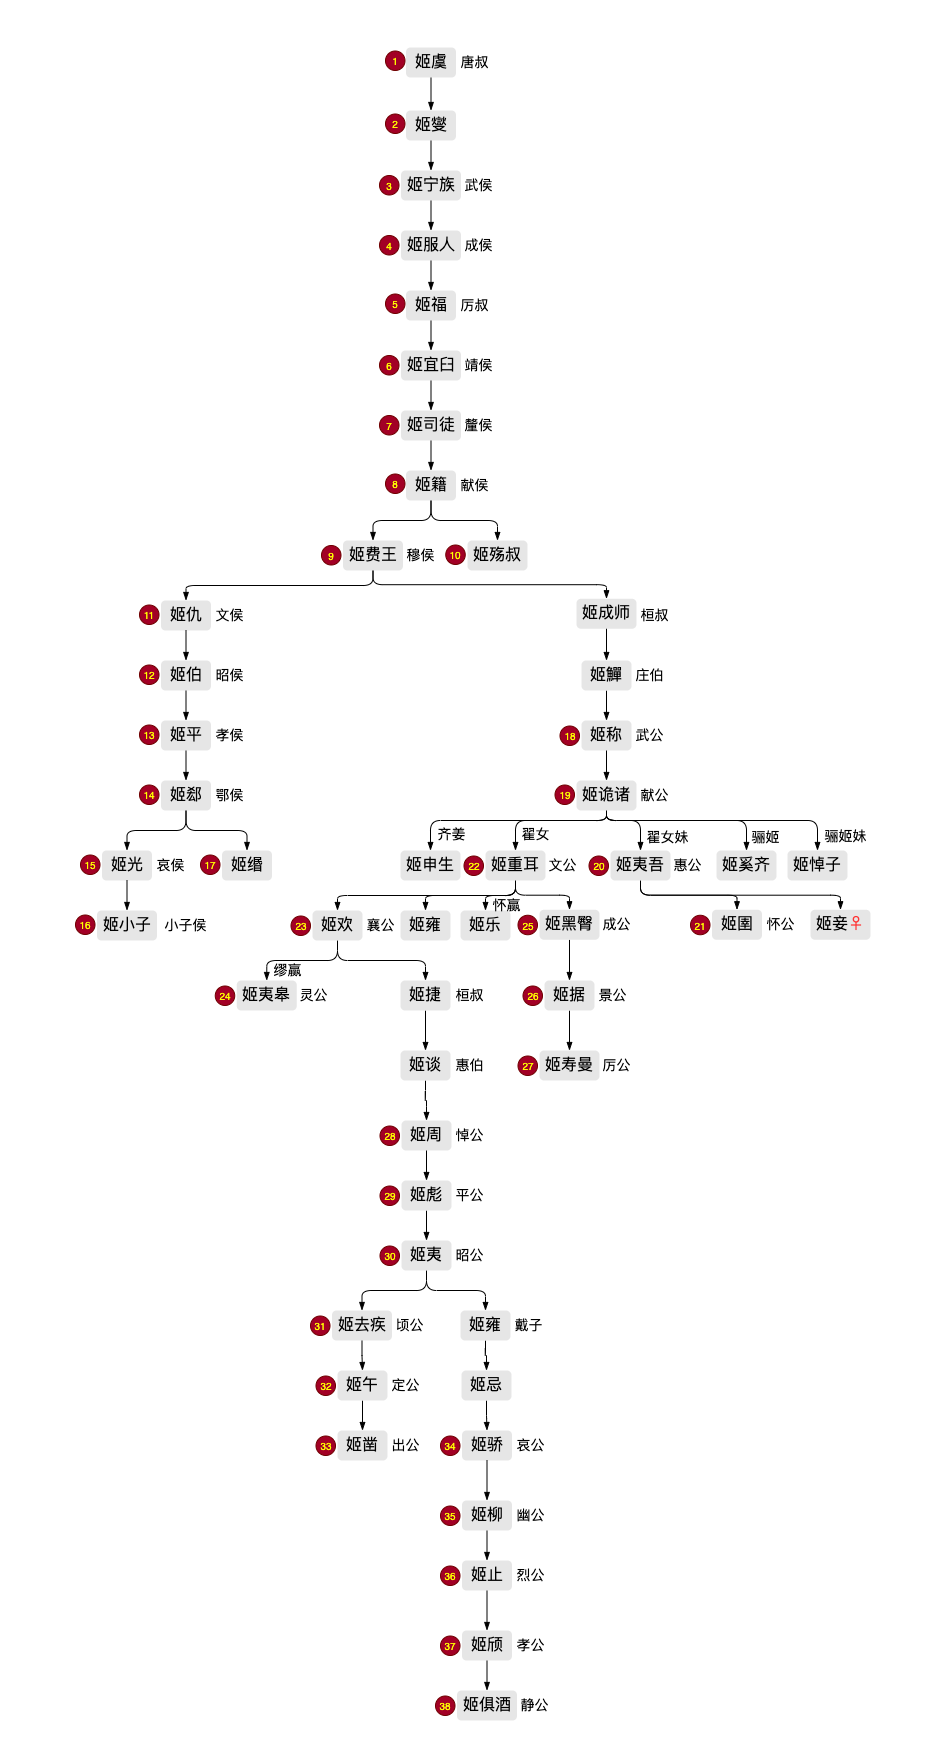 1 姬虞 唐叔
2 姬燮
3 姬宁族 武侯
4 姬服人 成侯
5 姬福 厉叔
6 姬宜臼 靖侯
7 姬司徒 釐侯
8 姬籍 献侯
9 姬费王 穆侯 10 姬殇叔
11 姬仇 文侯 姬成师 桓叔
12 姬伯 昭侯 姬鱓 庄伯
13 姬平 孝侯 18 姬称 武公
14 姬郄 鄂侯 19 姬诡诸 献公
齐姜 翟女 翟女妹 骊姬 骊姬妹
15 姬光 哀侯 17 姬缗 姬申生 22 姬重耳 文公 20 姬夷吾 惠公 姬奚齐 姬悼子
怀嬴
16 姬小子 小子侯 23 姬欢 襄公 姬雍 姬乐 25 姬黑臀 成公 21 姬圉 怀公 姬妾♀
缪嬴
24 姬夷皋 灵公 姬捷 桓叔 26 姬据 景公
姬谈 惠伯 27 姬寿曼 厉公
28 姬周 悼公
29 姬彪 平公
30 姬夷 昭公
31 姬去疾 顷公 姬雍 戴子
32 姬午 定公 姬忌
33 姬凿 出公 34 姬骄 哀公
35 姬柳 幽公
36 姬止 烈公
37 姬颀 孝公
38 姬俱酒 静公